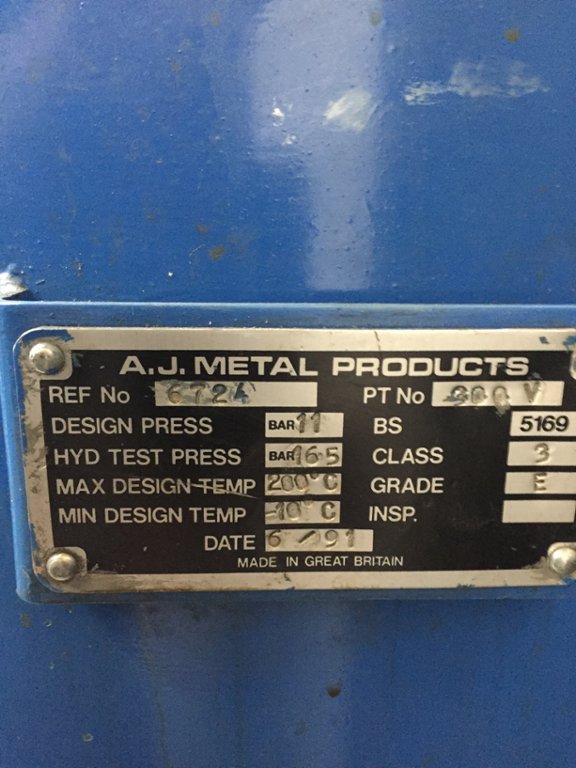 A.J. METAL PRODUCTS
REF No 6724 PT No 300 V
DESIGN PRESS BAR 11 BS 5169
HYD TEST PRESS BAR 16.5 CLASS 3
MAX DESIGN TEMP 200°C GRADE E
MIN DESIGN TEMP -10°C INSP.
DATE 6/91
MADE IN GREAT BRITAIN